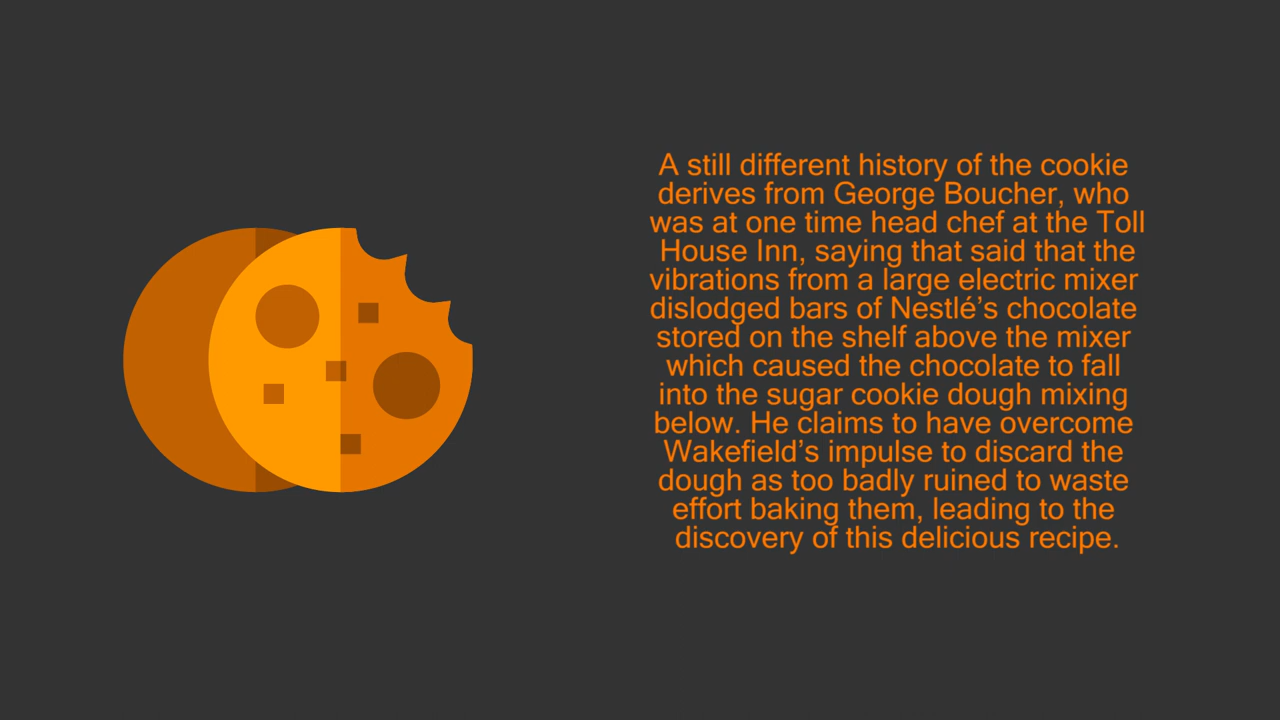 A still different history of the cookie
derives from George Boucher, who
was at one time head chef at the Toll
House Inn, saying that said that the
vibrations from a large electric mixer
dislodged bars of Nestlé’s chocolate
stored on the shelf above the mixer
which caused the chocolate to fall
into the sugar cookie dough mixing
below. He claims to have overcome
Wakefield’s impulse to discard the
dough as too badly ruined to waste
effort baking them, leading to the
discovery of this delicious recipe.